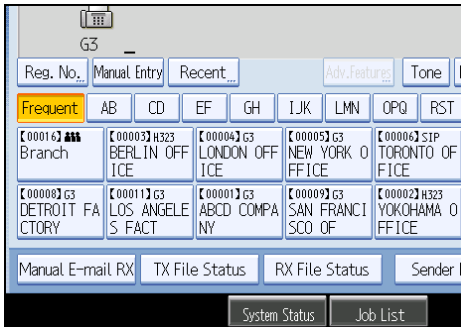 G3 _
Reg. No. Manual Entry Recent Adv.Features Tone
Frequent AB CD EF GH IJK LMN OPQ RST
【00016】 【00003】H323 【00004】G3 【00005】G3 【00006】SIP
Branch BERLIN OFF LONDON OFF NEW YORK O TORONTO OF
ICE ICE FFICE FICE
【00008】G3 【00011】G3 【00001】G3 【00009】G3 【00002】H323
DETROIT FA LOS ANGELE ABCD COMPA SAN FRANCI YOKOHAMA O
CTORY S FACT NY SCO OF FFICE
Manual E-mail RX TX File Status RX File Status Sender
System Status Job List